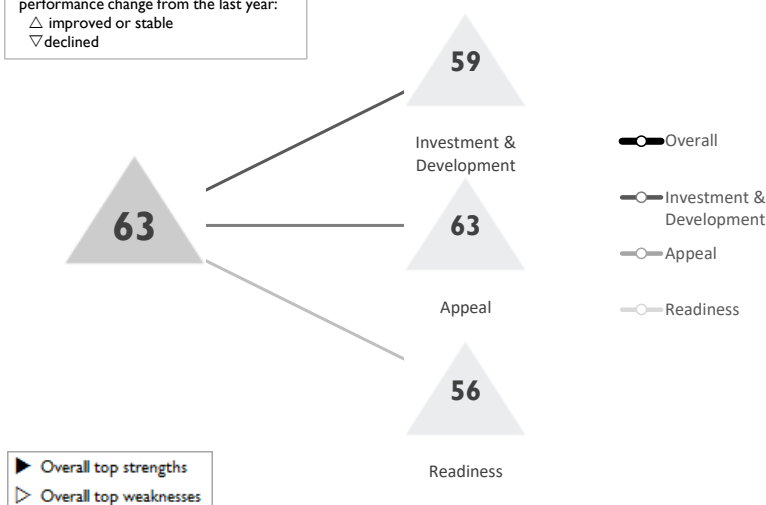 performance change from the last year:
△ improved or stable
▽ declined
59
Investment &
Development
63
63
Appeal
56
Readiness
Overall
Investment &
Development
Appeal
Readiness
▶ Overall top strengths
▷ Overall top weaknesses